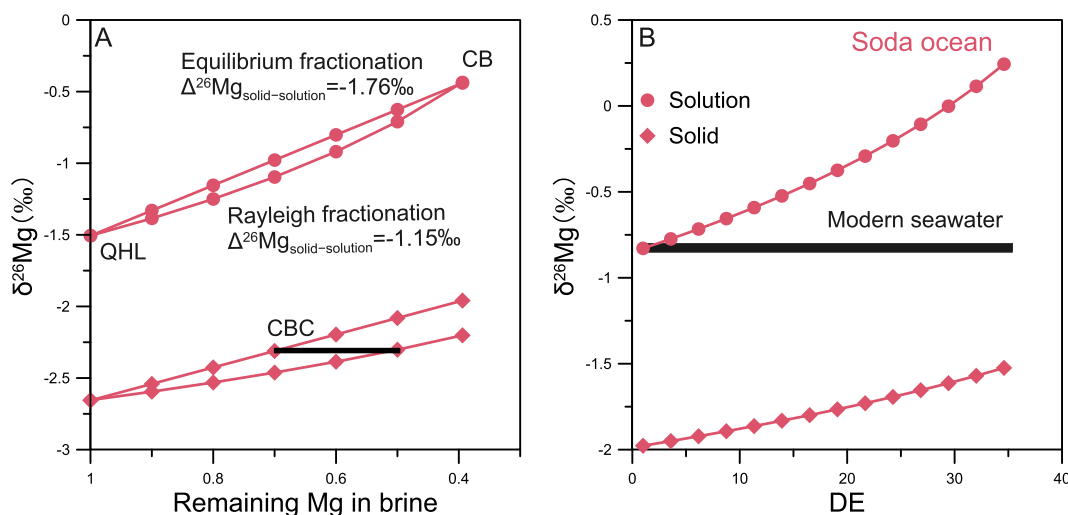 A
Equilibrium fractionation
Δ²⁶Mgsolid−solution=-1.76‰
CB
Rayleigh fractionation
Δ²⁶Mgsolid−solution=-1.15‰
QHL
CBC
0
-0.5
-1
-1.5
-2
-2.5
-3
δ²⁶Mg(‰)
1
0.8
0.6
0.4
Remaining Mg in brine
B
Soda ocean
Solution
Solid
Modern seawater
0.5
0
-0.5
-1
-1.5
-2
δ²⁶Mg(‰)
0
10
20
30
40
DE